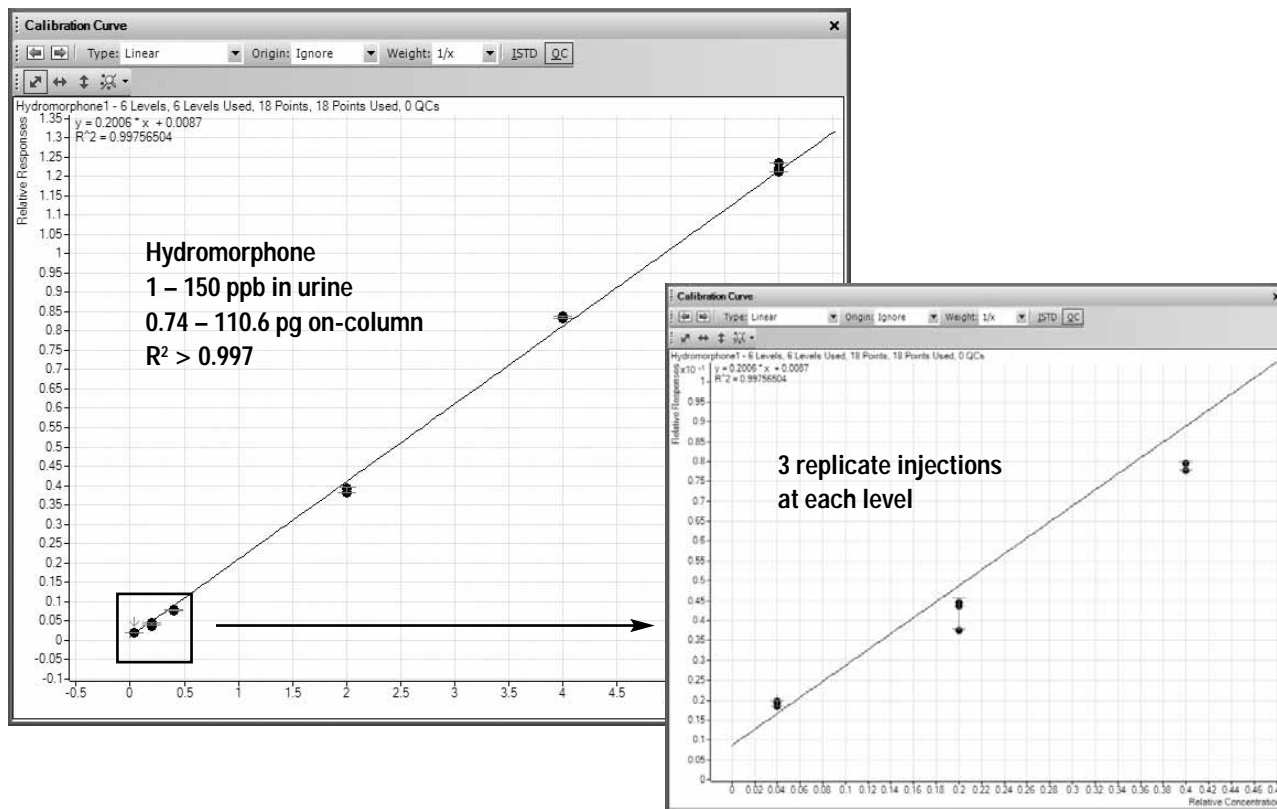 Calibration Curve
Type: Linear Origin: Ignore Weight: 1/x ISTD QC
Hydromorphone1 - 6 Levels, 6 Levels Used, 18 Points, 18 Points Used, 0 QCs
y = 0.2006 * x + 0.0087
R^2 = 0.99756504
Relative Responses
1.35
1.3
1.25
1.2
1.15
1.1
1.05
1
0.95
0.9
0.85
0.8
0.75
0.7
0.65
0.6
0.55
0.5
0.45
0.4
0.35
0.3
0.25
0.2
0.15
0.1
0.05
0
-0.05
-0.1
-0.5 0 0.5 1 1.5 2 2.5 3 3.5 4 4.5
Hydromorphone
1 – 150 ppb in urine
0.74 – 110.6 pg on-column
R² > 0.997
Calibration Curve
Type: Linear Origin: Ignore Weight: 1/x ISTD QC
Hydromorphone1 - 6 Levels, 6 Levels Used, 18 Points, 18 Points Used, 0 QCs
x10 -1
y = 0.2006 * x + 0.0087
R^2 = 0.99756504
Relative Responses
1
0.95
0.9
0.85
0.8
0.75
0.7
0.65
0.6
0.55
0.5
0.45
0.4
0.35
0.3
0.25
0.2
0.15
0.1
0.05
0
0 0.02 0.04 0.06 0.08 0.1 0.12 0.14 0.16 0.18 0.2 0.22 0.24 0.26 0.28 0.3 0.32 0.34 0.36 0.38 0.4 0.42 0.44 0.46
Relative Concentration
3 replicate injections
at each level